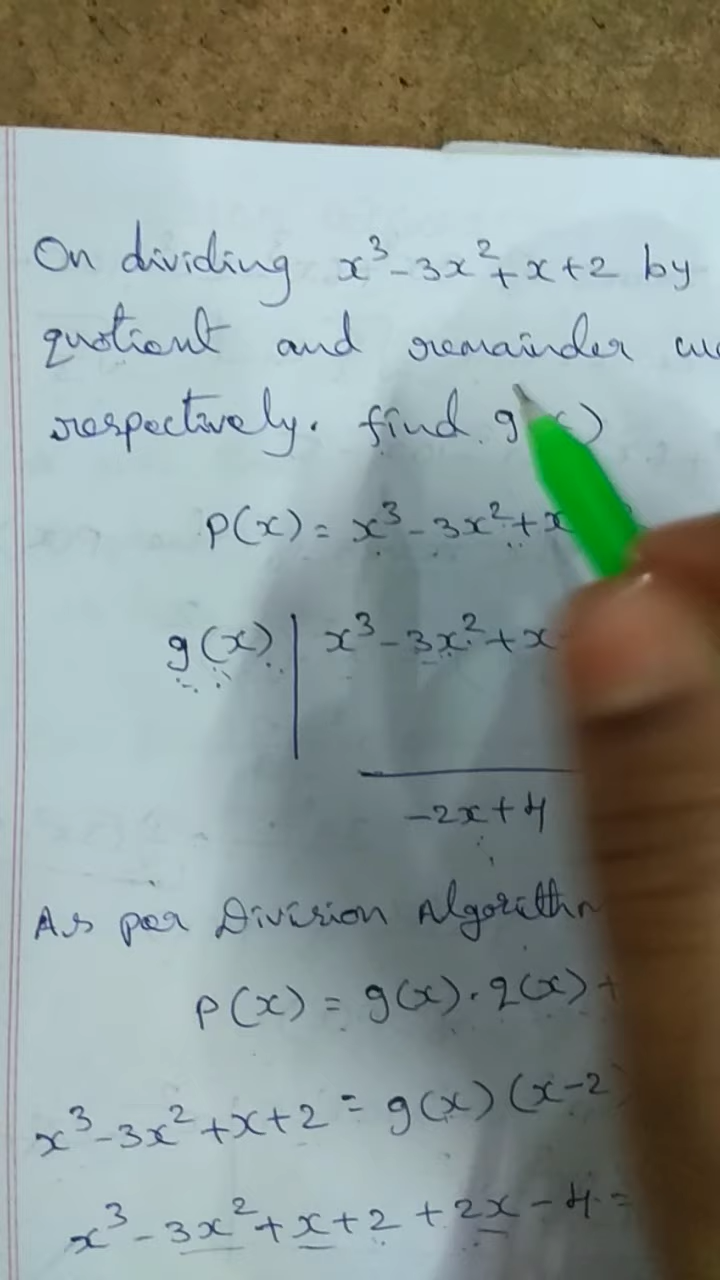 On dividing x³-3x²+x+2 by
quotient and remainder
respectively. find g
P(x) = x³-3x²+x
g(x) | x³-3x²+x
-2x+4
As per Division Algorithm
P(x) = g(x).q(x)+
x³-3x²+x+2 = g(x) (x-2
x³-3x²+x+2+2x-4=